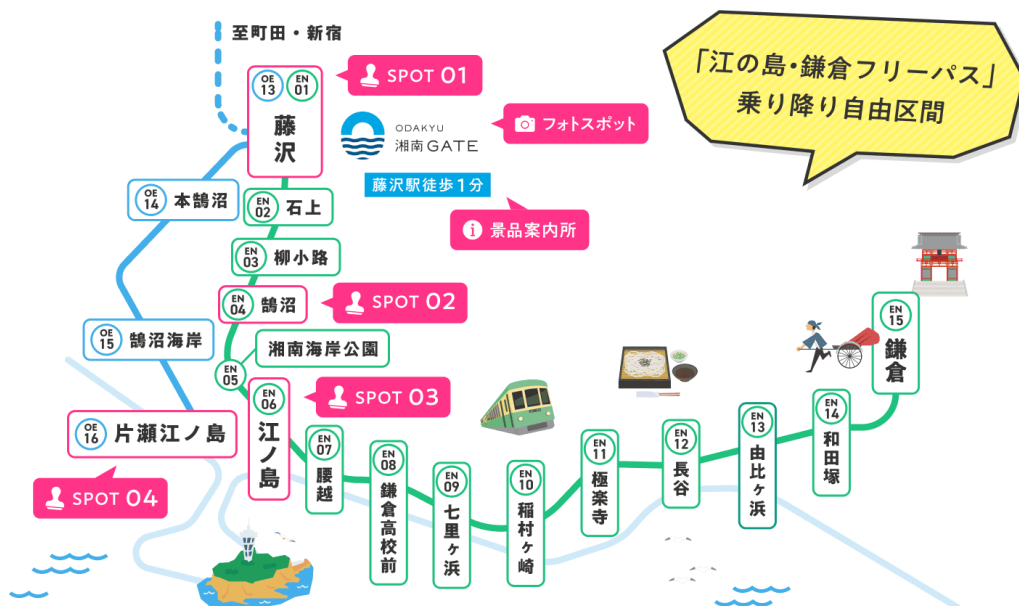 至町田・新宿
「江の島・鎌倉フリーパス」
乗り降り自由区間
OE
13
EN
01
藤沢
SPOT 01
ODAKYU
湘南GATE
フォトスポット
藤沢駅徒歩1分
景品案内所
OE
14
本鵠沼
EN
02
石上
EN
03
柳小路
EN
04
鵠沼
SPOT 02
OE
15
鵠沼海岸
湘南海岸公園
EN
05
EN
06
江ノ島
SPOT 03
OE
16
片瀬江ノ島
SPOT 04
EN
07
腰越
EN
08
鎌倉高校前
EN
09
七里ヶ浜
EN
10
稲村ヶ崎
EN
11
極楽寺
EN
12
長谷
EN
13
由比ヶ浜
EN
14
和田塚
EN
15
鎌倉